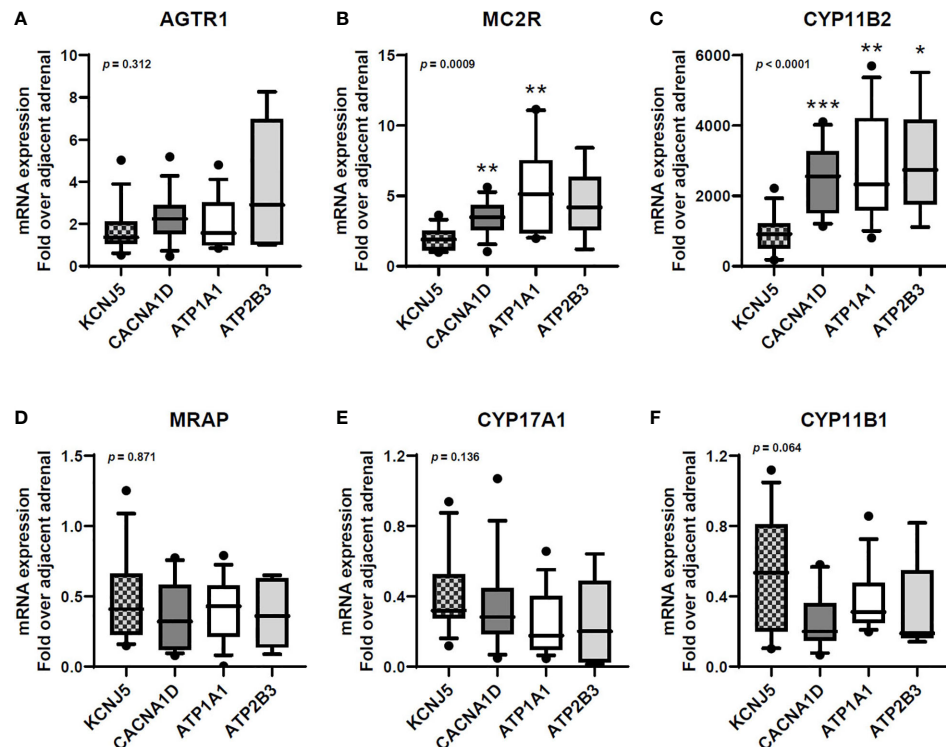 A
AGTR1
mRNA expression
Fold over adjacent adrenal
10
8
6
4
2
0
p = 0.312
KCNJ5
CACNA1D
ATP1A1
ATP2B3
B
MC2R
mRNA expression
Fold over adjacent adrenal
15
10
5
0
p = 0.0009
**
**
KCNJ5
CACNA1D
ATP1A1
ATP2B3
C
CYP11B2
mRNA expression
Fold over adjacent adrenal
6000
4000
2000
0
p < 0.0001
***
**
*
KCNJ5
CACNA1D
ATP1A1
ATP2B3
D
MRAP
mRNA expression
Fold over adjacent adrenal
1.5
1.0
0.5
0.0
p = 0.871
KCNJ5
CACNA1D
ATP1A1
ATP2B3
E
CYP17A1
mRNA expression
Fold over adjacent adrenal
1.2
0.8
0.4
0.0
p = 0.136
KCNJ5
CACNA1D
ATP1A1
ATP2B3
F
CYP11B1
mRNA expression
Fold over adjacent adrenal
1.2
0.8
0.4
0.0
p = 0.064
KCNJ5
CACNA1D
ATP1A1
ATP2B3